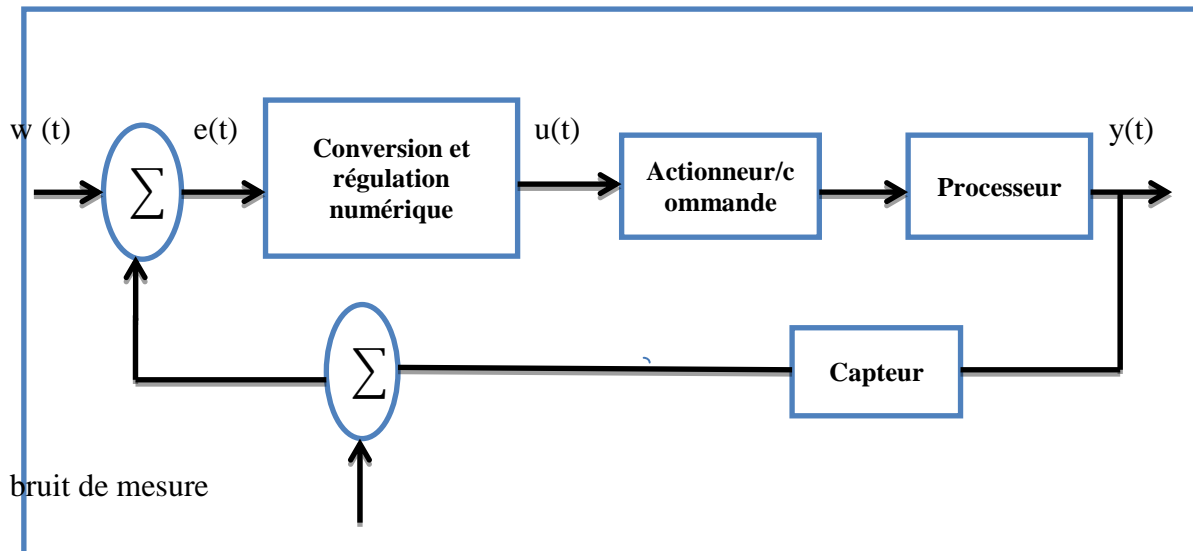 w (t)
e(t)
u(t)
y(t)
∑
Conversion et
régulation
numérique
Actionneur/c
ommande
Processeur
∑
Capteur
bruit de mesure